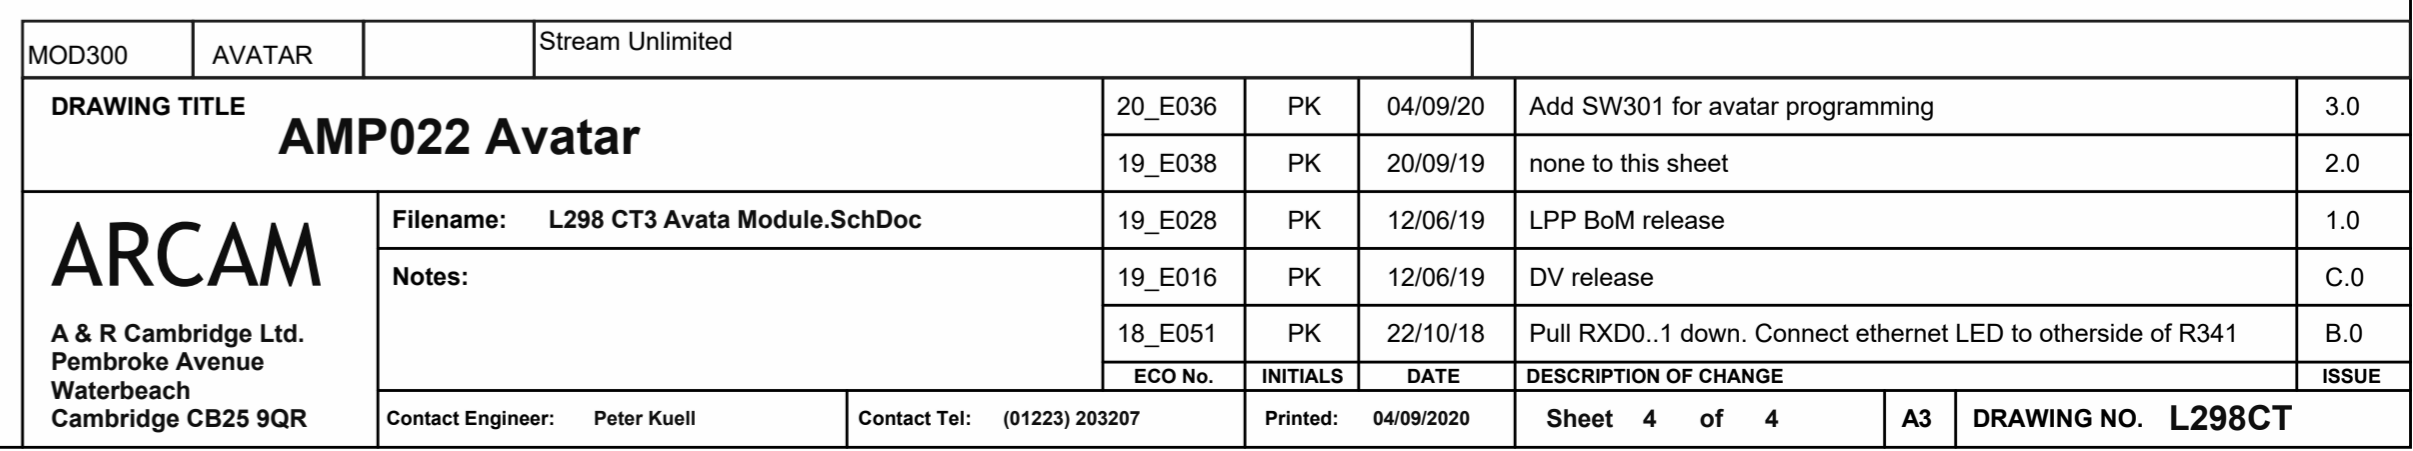 MOD300 AVATAR Stream Unlimited
DRAWING TITLE
AMP022 Avatar
20_E036 PK 04/09/20 Add SW301 for avatar programming 3.0
19_E038 PK 20/09/19 none to this sheet 2.0
19_E028 PK 12/06/19 LPP BoM release 1.0
19_E016 PK 12/06/19 DV release C.0
18_E051 PK 22/10/18 Pull RXD0..1 down. Connect ethernet LED to otherside of R341 B.0
ECO No. INITIALS DATE DESCRIPTION OF CHANGE ISSUE
ARCAM
A & R Cambridge Ltd.
Pembroke Avenue
Waterbeach
Cambridge CB25 9QR
Filename: L298 CT3 Avata Module.SchDoc
Notes:
Contact Engineer: Peter Kuell
Contact Tel: (01223) 203207
Printed: 04/09/2020
Sheet 4 of 4
A3
DRAWING NO. L298CT